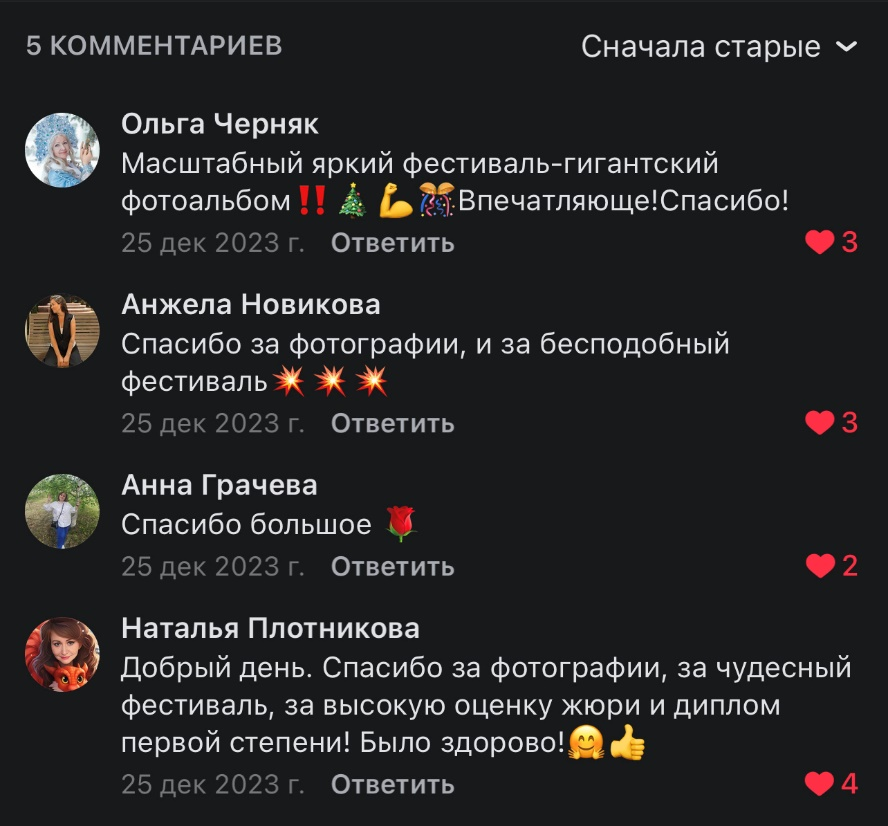 5 КОММЕНТАРИЕВ
Сначала старые
Ольга Черняк
Масштабный яркий фестиваль-гигантский
фотоальбом‼️🎄💪🎊Впечатляюще!Спасибо!
25 дек 2023 г. Ответить 3
Анжела Новикова
Спасибо за фотографии, и за бесподобный
фестиваль💥💥💥
25 дек 2023 г. Ответить 3
Анна Грачева
Спасибо большое 🌹
25 дек 2023 г. Ответить 2
Наталья Плотникова
Добрый день. Спасибо за фотографии, за чудесный
фестиваль, за высокую оценку жюри и диплом
первой степени! Было здорово!🤗👍
25 дек 2023 г. Ответить 4